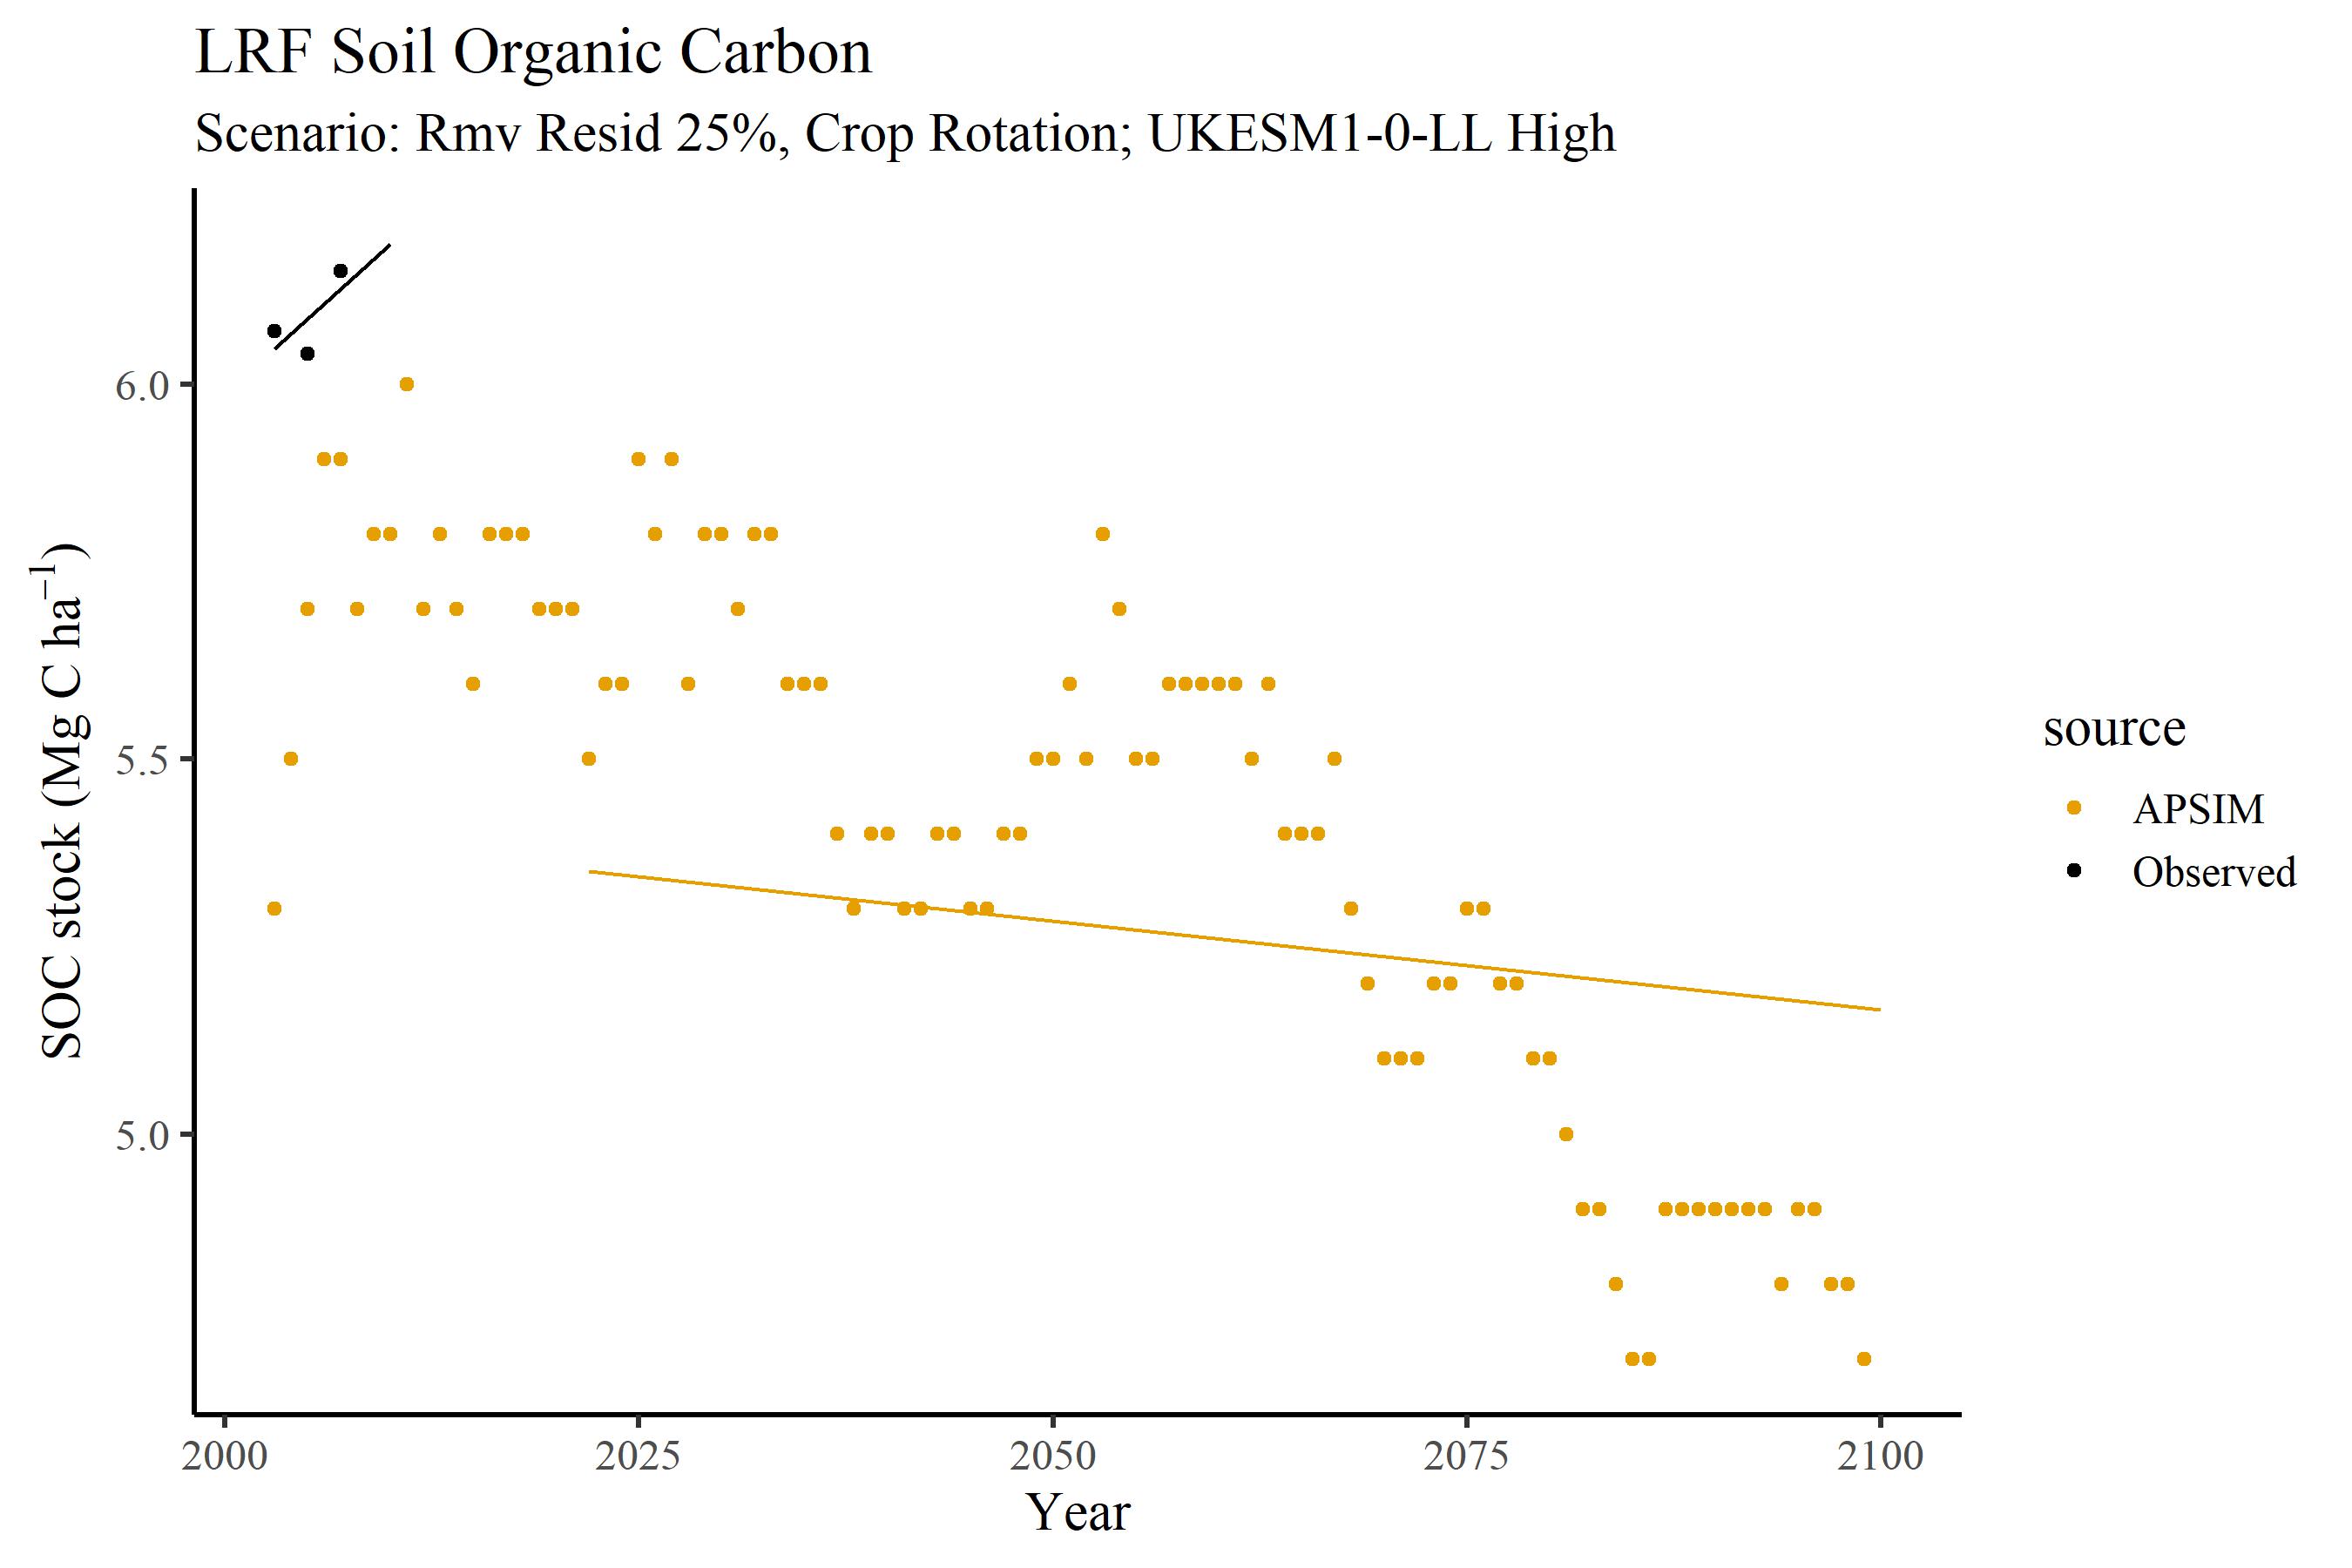 LRF Soil Organic Carbon
Scenario: Rmv Resid 25%, Crop Rotation; UKESM1-0-LL High
SOC stock (Mg C ha⁻¹)
6.0
5.5
5.0
2000 2025 2050 2075 2100
Year
source
APSIM
Observed